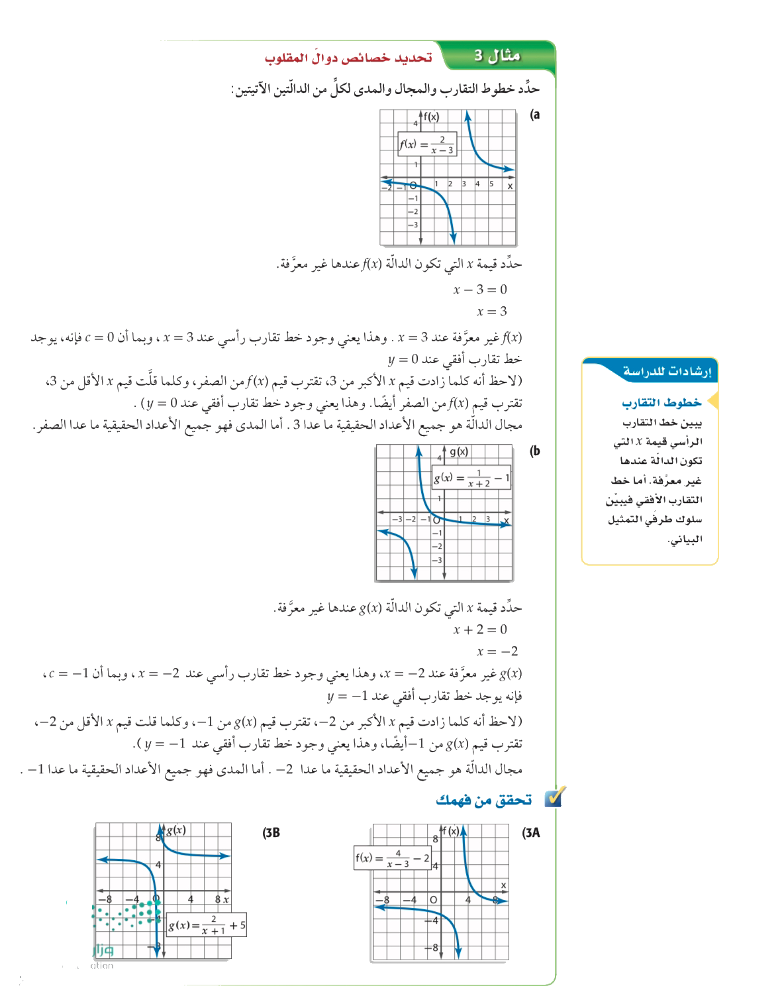 مثال 3 تحديد خصائص دوال المقلوب
حدِّد خطوط التقارب والمجال والمدى لكلٍّ من الدالّتين الآتيتين:
(a
f(x)
4
f(x) = 2/(x − 3)
1
−2 −1 O 1 2 3 4 5 x
−1
−2
−3
حدِّد قيمة x التي تكون الدالّة f(x) عندها غير معرَّفة.
x − 3 = 0
x = 3
f(x) غير معرَّفة عند x = 3 . وهذا يعني وجود خط تقارب رأسي عند x = 3 ، وبما أن c = 0 فإنه، يوجد
خط تقارب أفقي عند y = 0
(لاحظ أنه كلما زادت قيم x الأكبر من 3، تقترب قيم f(x) من الصفر، وكلما قلَّت قيم x الأقل من 3،
تقترب قيم f(x) من الصفر أيضًا. وهذا يعني وجود خط تقارب أفقي عند y = 0) .
مجال الدالّة هو جميع الأعداد الحقيقية ما عدا 3 . أما المدى فهو جميع الأعداد الحقيقية ما عدا الصفر.
(b
g(x)
4
g(x) = 1/(x + 2) − 1
1
−3 −2 −1 O 1 2 3 x
−1
−2
−3
حدِّد قيمة x التي تكون الدالّة g(x) عندها غير معرَّفة.
x + 2 = 0
x = −2
g(x) غير معرَّفة عند x = −2، وهذا يعني وجود خط تقارب رأسي عند x = −2 ، وبما أن c = −1 ،
فإنه يوجد خط تقارب أفقي عند y = −1
(لاحظ أنه كلما زادت قيم x الأكبر من −2، تقترب قيم g(x) من −1، وكلما قلت قيم x الأقل من −2،
تقترب قيم g(x) من −1 أيضًا، وهذا يعني وجود خط تقارب أفقي عند y = −1 ).
مجال الدالّة هو جميع الأعداد الحقيقية ما عدا −2 . أما المدى فهو جميع الأعداد الحقيقية ما عدا −1 .
إرشادات للدراسة
خطوط التقارب
يبين خط التقارب
الرأسي قيمة x التي
تكون الدالّة عندها
غير معرَّفة. أما خط
التقارب الأفقي فيبيّن
سلوك طرفَي التمثيل
البياني.
تحقق من فهمك
(3A
f(x)
8
f(x) = 4/(x − 3) − 2
4
x
−8 −4 O 4 8
−4
−8
(3B
g(x)
8
4
−8 −4 O 4 8 x
−4
g(x) = 2/(x + 1) + 5
−8
وزار
ation